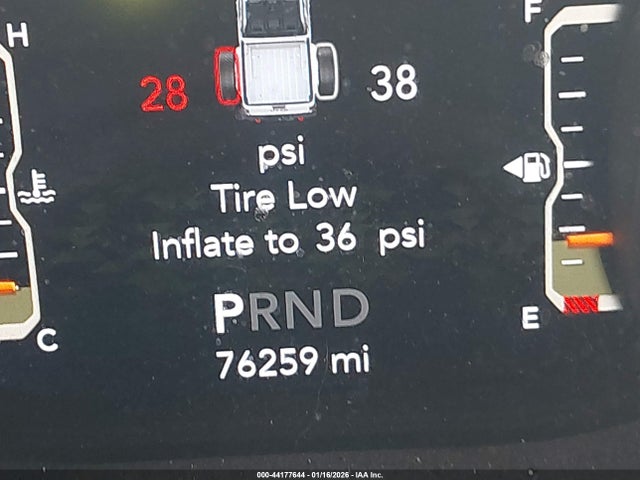 H
F
28
38
psi
Tire Low
Inflate to 36 psi
PRND
E
C
76259 mi
000-44177644 - 01/16/2026 - IAA Inc.